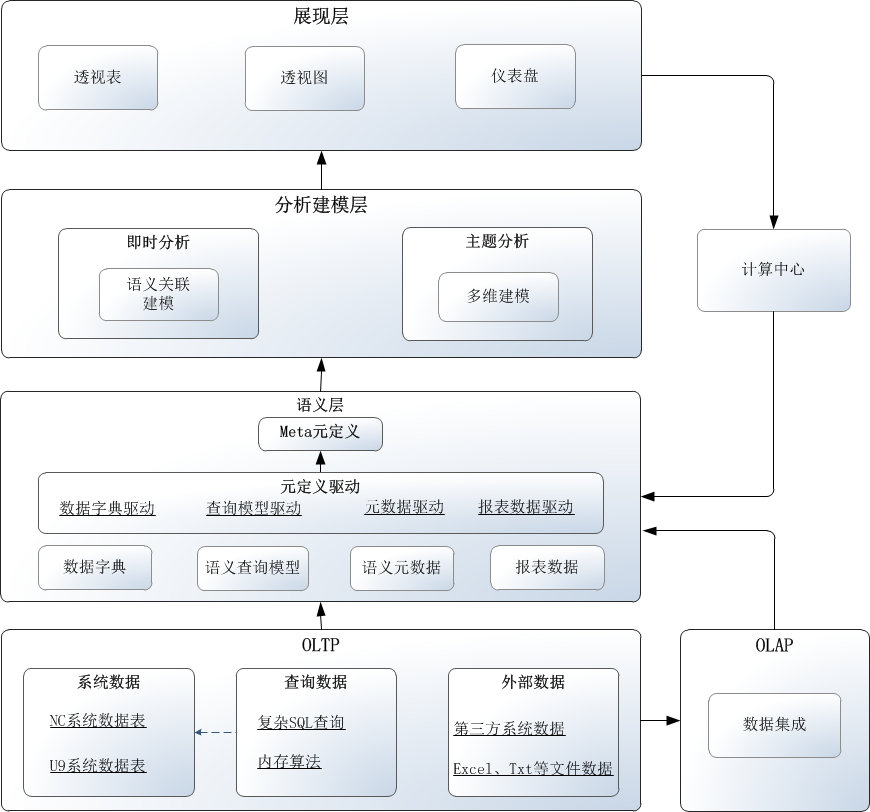 展现层
透视表
透视图
仪表盘
分析建模层
即时分析
语义关联
建模
主题分析
多维建模
计算中心
语义层
Meta元定义
元定义驱动
数据字典驱动
查询模型驱动
元数据驱动
报表数据驱动
数据字典
语义查询模型
语义元数据
报表数据
OLTP
系统数据
NC系统数据表
U9系统数据表
查询数据
复杂SQL查询
内存算法
外部数据
第三方系统数据
Excel、Txt等文件数据
OLAP
数据集成